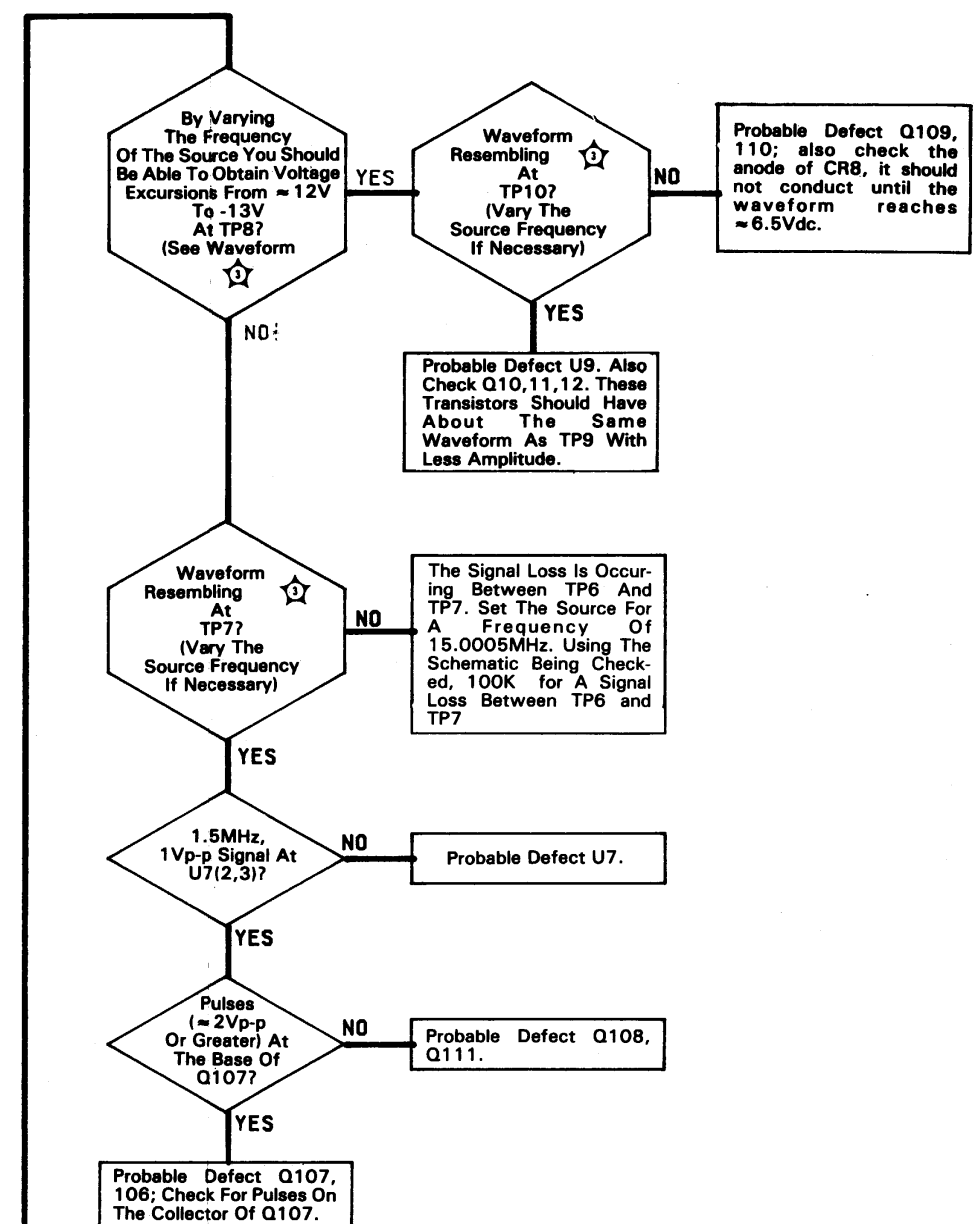 By Varying
The Frequency
Of The Source You Should
Be Able To Obtain Voltage
Excursions From ≈ 12V
To -13V
At TP8?
(See Waveform
3
YES
Waveform
Resembling 3
At
TP10?
(Vary The
Source Frequency
If Necessary)
NO
Probable Defect Q109,
110; also check the
anode of CR8, it should
not conduct until the
waveform reaches
≈6.5Vdc.
YES
Probable Defect U9. Also
Check Q10,11,12. These
Transistors Should Have
About The Same
Waveform As TP9 With
Less Amplitude.
NO
Waveform
Resembling 3
At
TP7?
(Vary The
Source Frequency
If Necessary)
NO
The Signal Loss Is Occur-
ing Between TP6 And
TP7. Set The Source For
A Frequency Of
15.0005MHz. Using The
Schematic Being Check-
ed, 100K for A Signal
Loss Between TP6 and
TP7
YES
1.5MHz,
1Vp-p Signal At
U7(2,3)?
NO
Probable Defect U7.
YES
Pulses
(≈2Vp-p
Or Greater) At
The Base Of
Q107?
NO
Probable Defect Q108,
Q111.
YES
Probable Defect Q107,
106; Check For Pulses On
The Collector Of Q107.